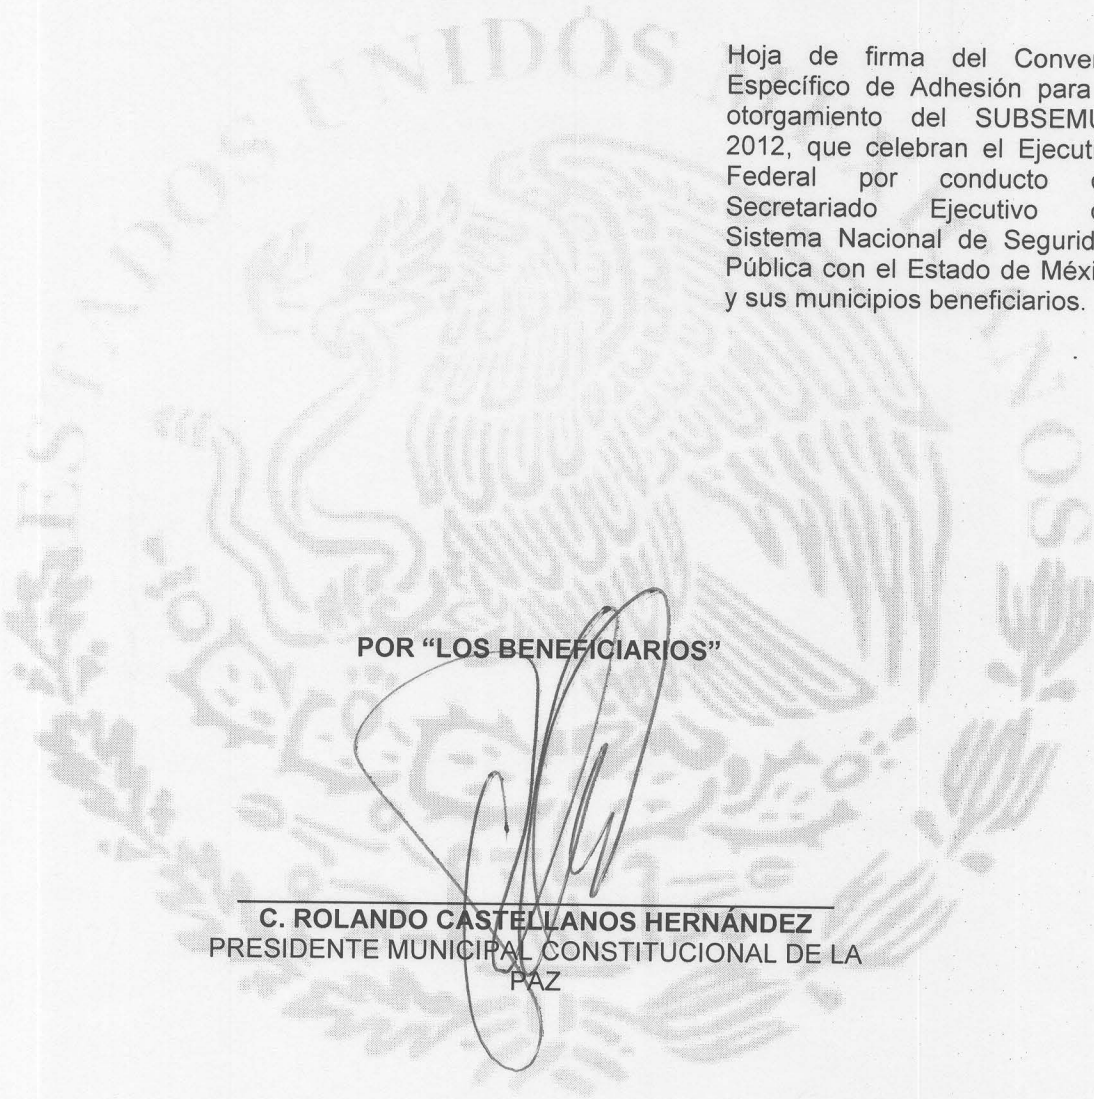 Hoja de firma del Conver
Específico de Adhesión para
otorgamiento del SUBSEMU
2012, que celebran el Ejecuti
Federal por conducto
Secretariado Ejecutivo
Sistema Nacional de Segurid
Pública con el Estado de Méxi
y sus municipios beneficiarios.
POR “LOS BENEFICIARIOS”
C. ROLANDO CASTELLANOS HERNÁNDEZ
PRESIDENTE MUNICIPAL CONSTITUCIONAL DE LA
PAZ